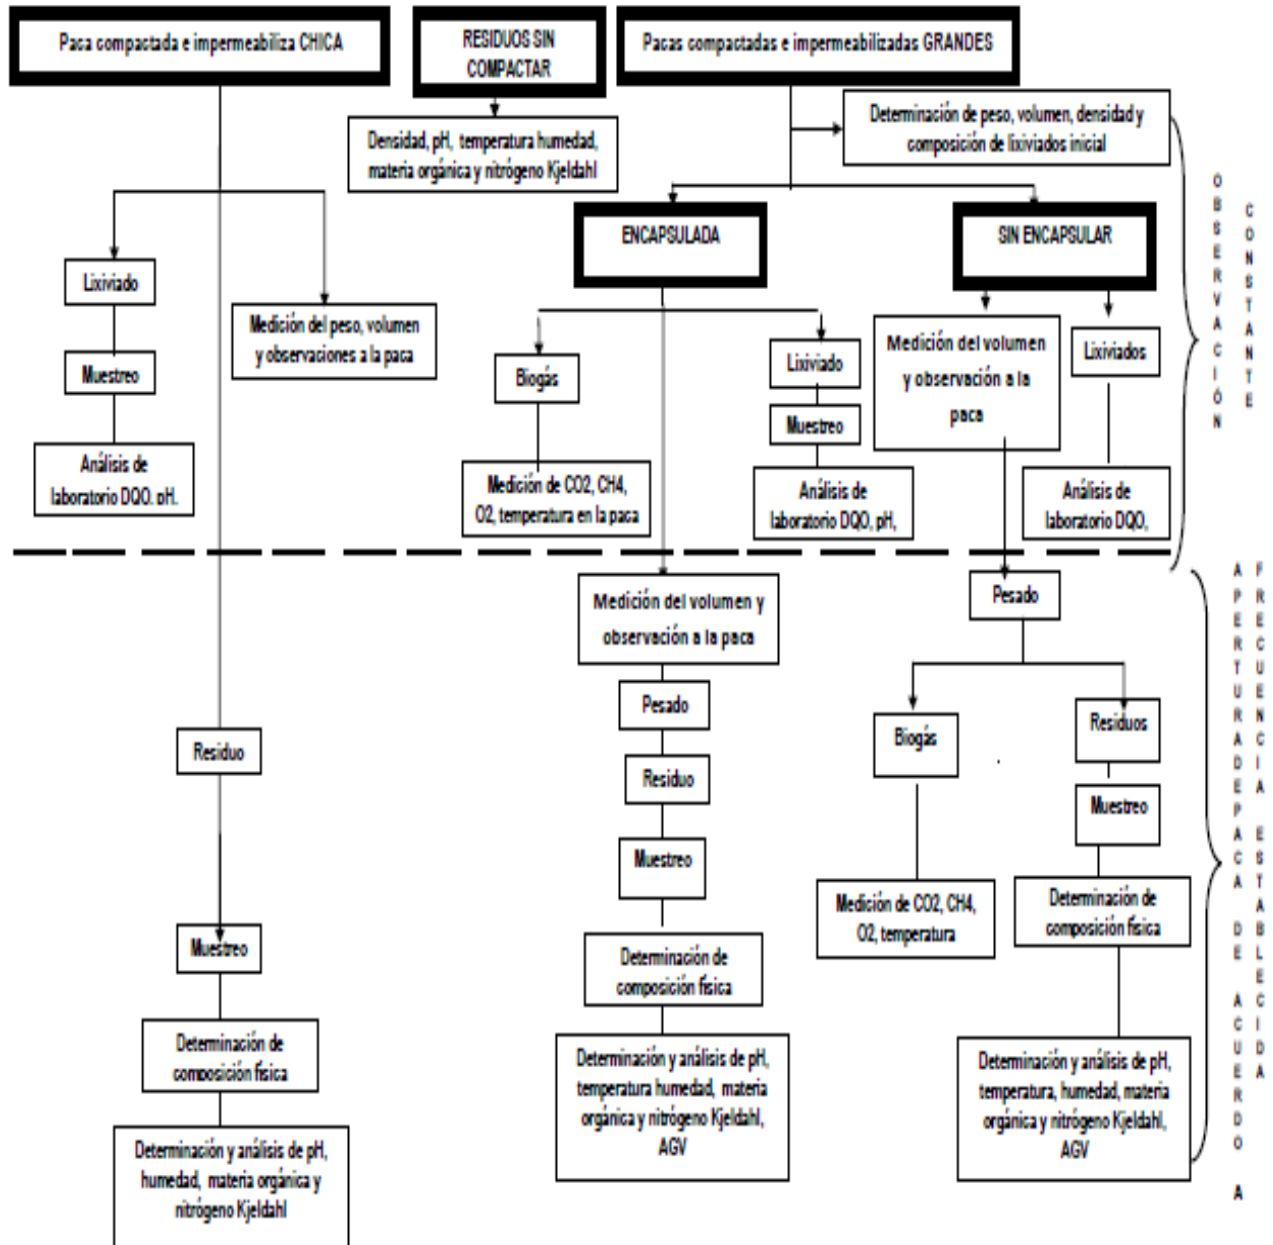 Paca compactada e impermeabiliza CHICA
RESIDUOS SIN
COMPACTAR
Pacas compactadas e impermeabilizadas GRANDES
Densidad, pH, temperatura humedad,
materia orgánica y nitrógeno Kjeldahl
Determinación de peso, volumen, densidad y
composición de lixiviados inicial
ENCAPSULADA
SIN ENCAPSULAR
Lixiviado
Muestreo
Análisis de
laboratorio DQO. pH.
Medición del peso, volumen
y observaciones a la paca
Biogás
Medición de CO2, CH4,
O2, temperatura en la paca
Lixiviado
Muestreo
Análisis de
laboratorio DQO, pH,
Medición del volumen
y observación a la
paca
Lixiviados
Análisis de
laboratorio DQO,
OBSERVACIÓN
CONSTANTE
Residuo
Muestreo
Determinación de
composición física
Determinación y análisis de pH,
humedad, materia orgánica y
nitrógeno Kjeldahl
Medición del volumen y
observación a la paca
Pesado
Residuo
Muestreo
Determinación de
composición física
Determinación y análisis de pH,
temperatura humedad, materia
orgánica y nitrógeno Kjeldahl,
AGV
Pesado
Biogás
Medición de CO2, CH4,
O2, temperatura
Residuos
Muestreo
Determinación de
composición física
Determinación y análisis de pH,
temperatura, humedad, materia
orgánica y nitrógeno Kjeldahl,
AGV
APERTURADEPACA DE ACUERDO A
FRECUENCIA ESTABLECIDA